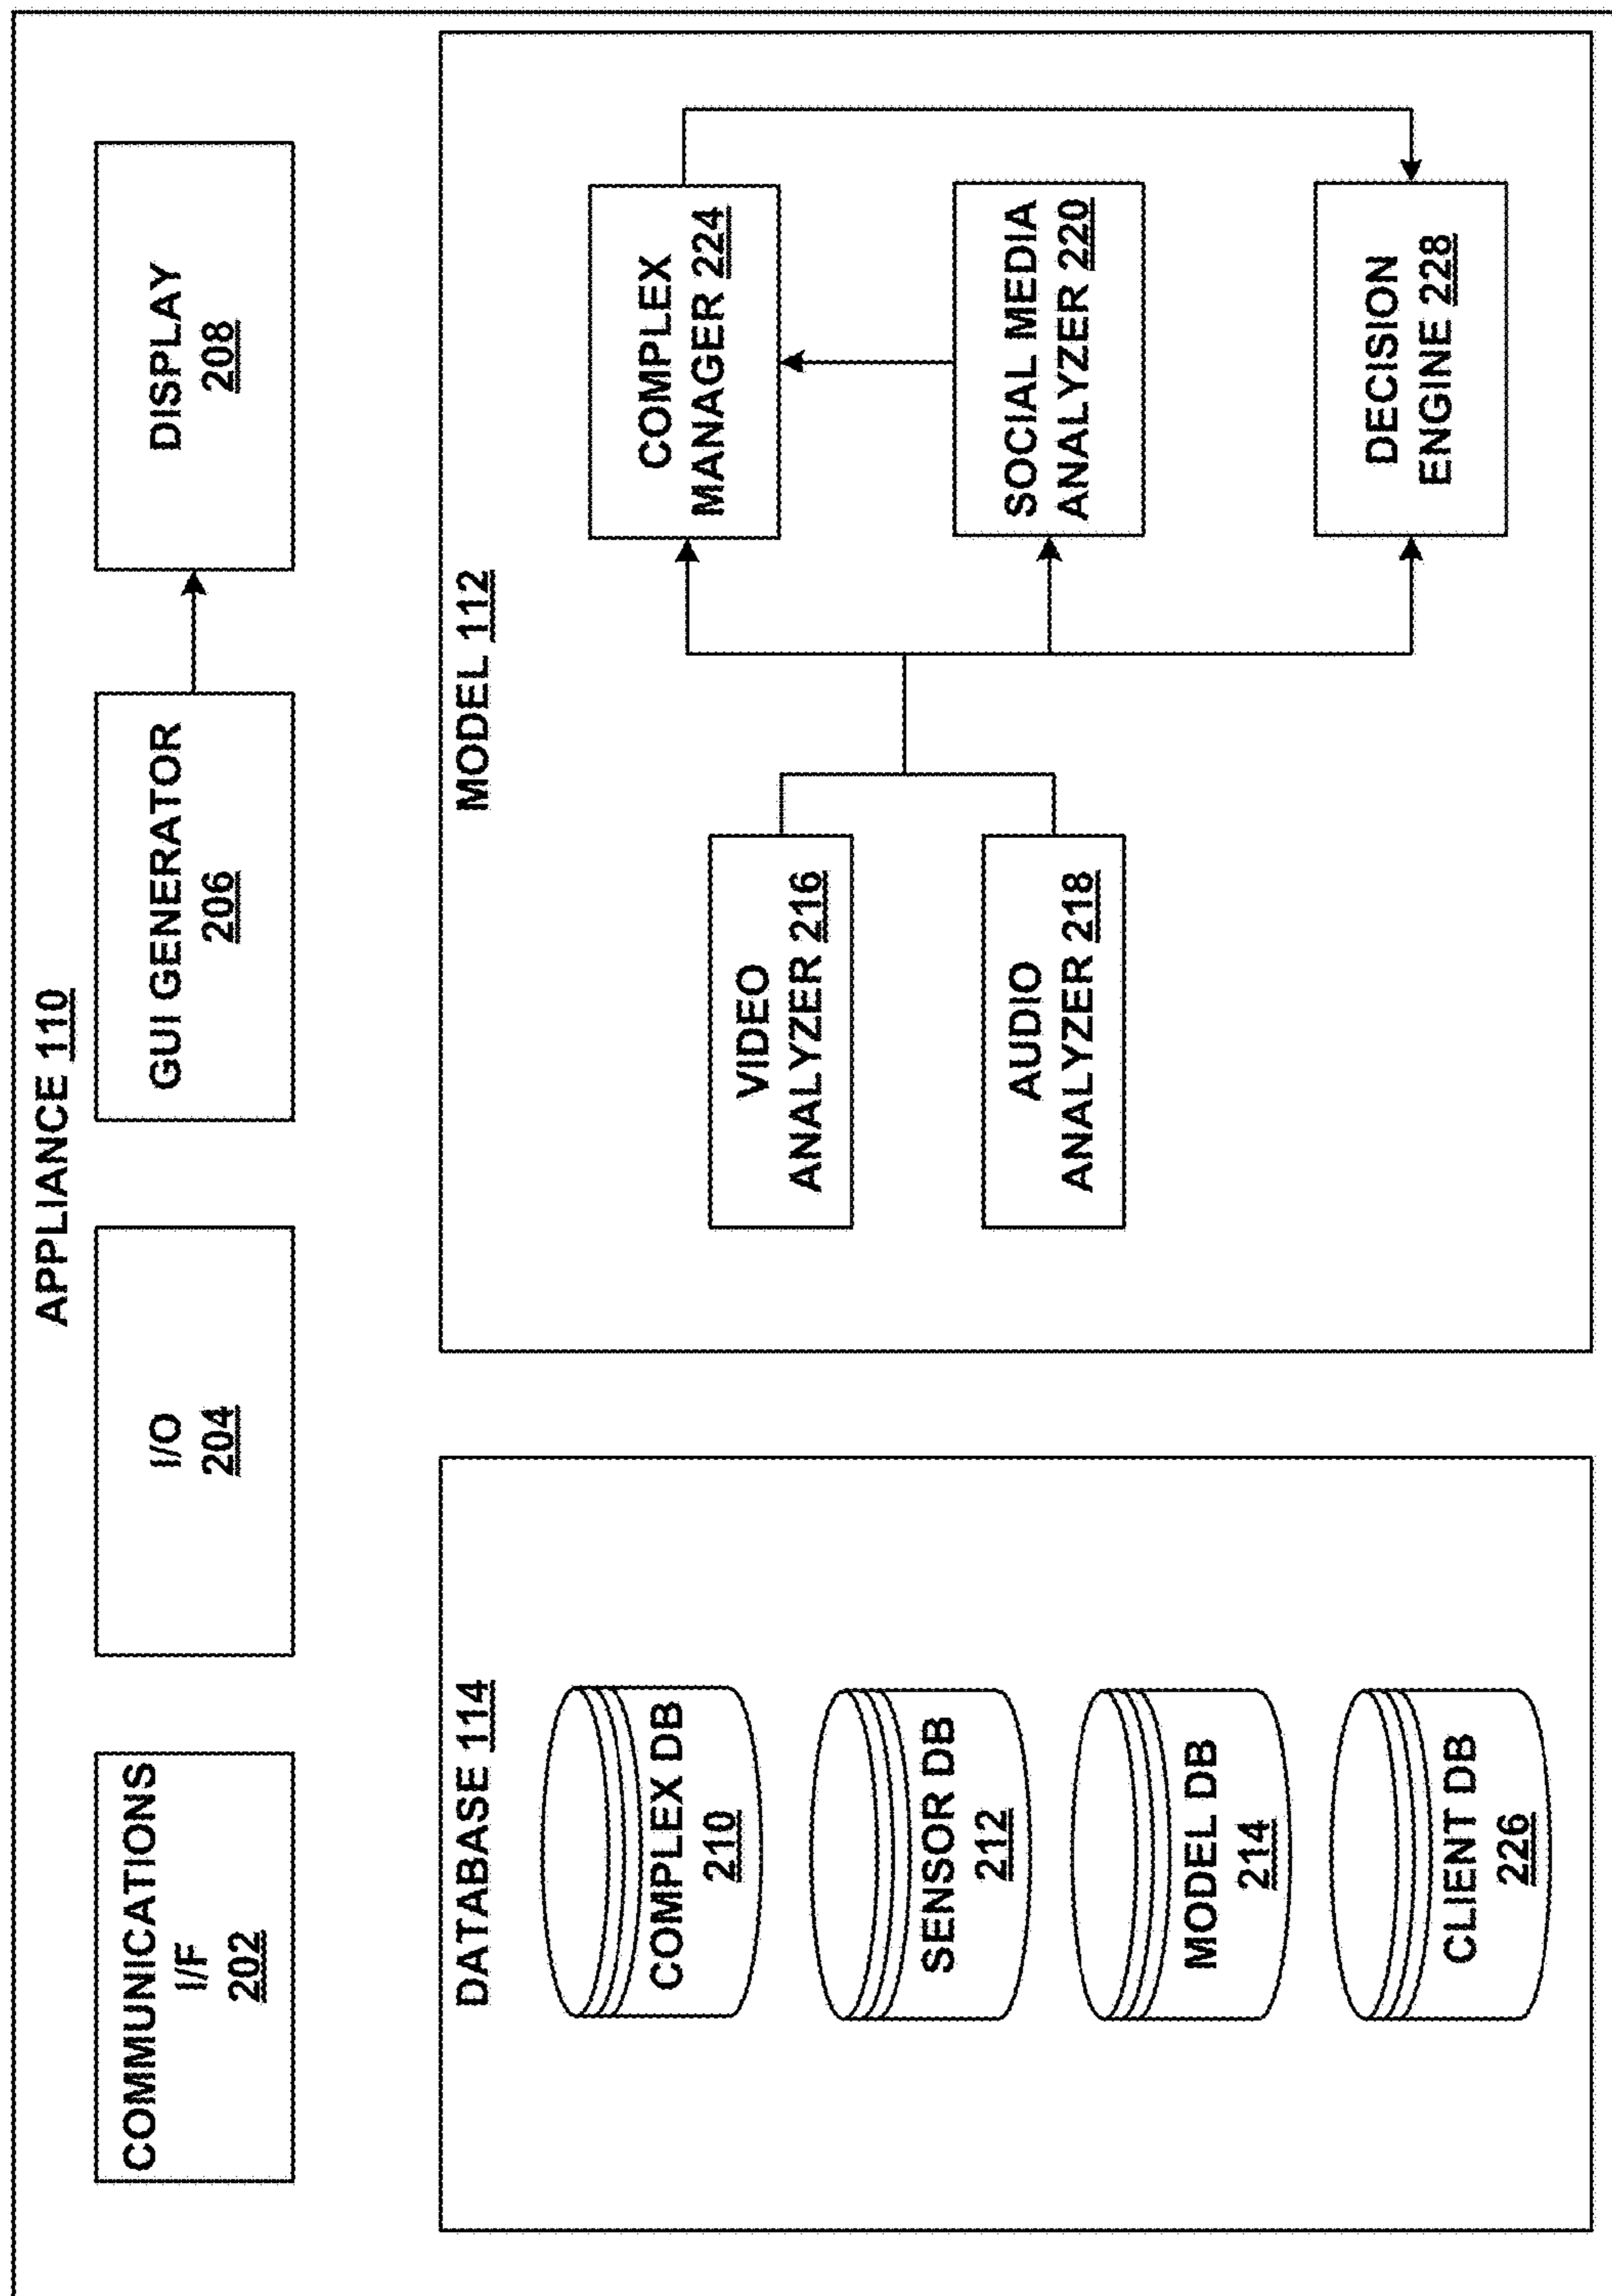 APPLIANCE 110
COMMUNICATIONS
I/F
202
I/O
204
GUI GENERATOR
206
DISPLAY
208
DATABASE 114
COMPLEX DB
210
SENSOR DB
212
MODEL DB
214
CLIENT DB
226
MODEL 112
VIDEO
ANALYZER 216
AUDIO
ANALYZER 218
COMPLEX
MANAGER 224
SOCIAL MEDIA
ANALYZER 220
DECISION
ENGINE 228